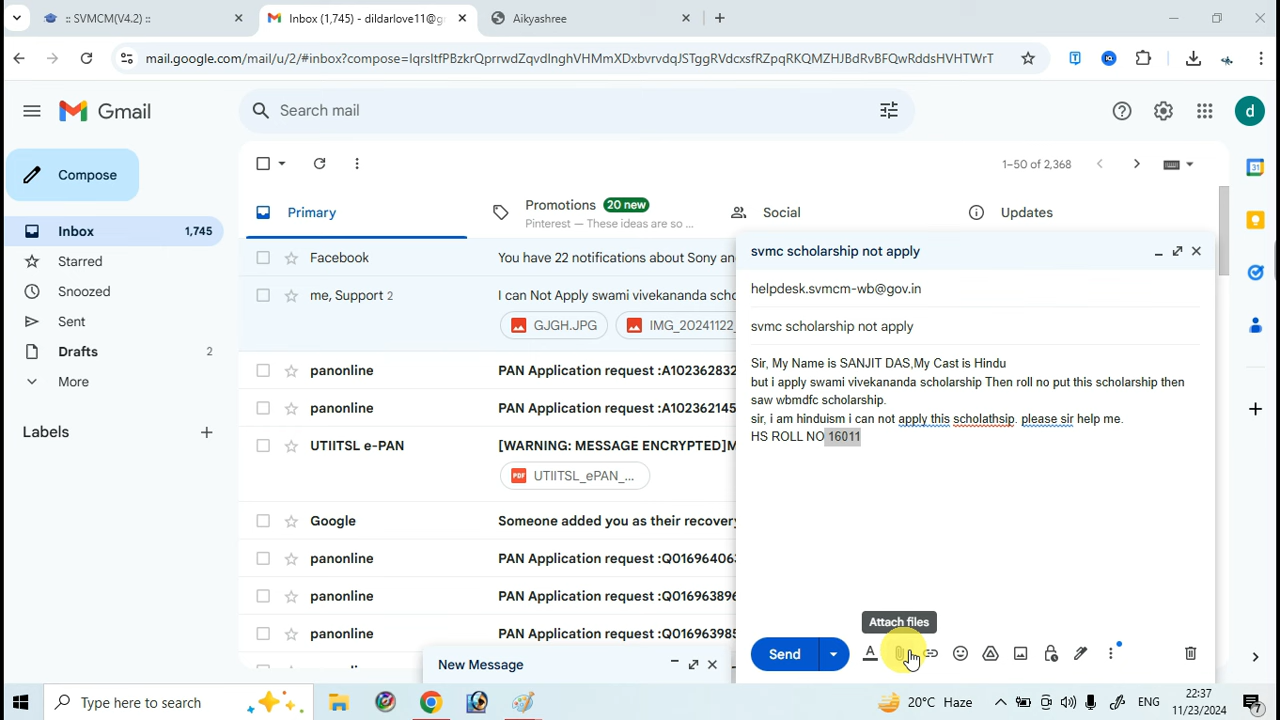 :: SVMCM(V4.2) ::
Inbox (1,745) - dildarlove11@g
Aikyashree
mail.google.com/mail/u/2/#inbox?compose=IqrsltfPBzkrQprrwdZqvdlnghVHMmXDxbvrvdqJSTggRVdcxsfRZpqRKQMZHJBdRvBFQwRddsHVHTWrT
Gmail
Search mail
d
Compose
1–50 of 2,368
Inbox 1,745
Starred
Snoozed
Sent
Drafts 2
More
Labels
Primary
Promotions 20 new
Pinterest — These ideas are so ...
Social
Updates
Facebook You have 22 notifications about Sony an
me, Support 2 I can Not Apply swami vivekananda scho
GJGH.JPG IMG_20241122_
panonline PAN Application request :A102362832
panonline PAN Application request :A102362145
UTIITSL e-PAN [WARNING: MESSAGE ENCRYPTED]M
PDF UTIITSL_ePAN_...
Google Someone added you as their recovery
panonline PAN Application request :Q01696406
panonline PAN Application request :Q016963896
panonline PAN Application request :Q016963985
svmc scholarship not apply
helpdesk.svmcm-wb@gov.in
svmc scholarship not apply
Sir, My Name is SANJIT DAS,My Cast is Hindu
but i apply swami vivekananda scholarship Then roll no put this scholarship then
saw wbmdfc scholarship.
sir, i am hinduism i can not apply this scholathsip. please sir help me.
HS ROLL NO 16011
Attach files
Send
New Message
31
Type here to search
20°C Haze
ENG
22:37
11/23/2024
7